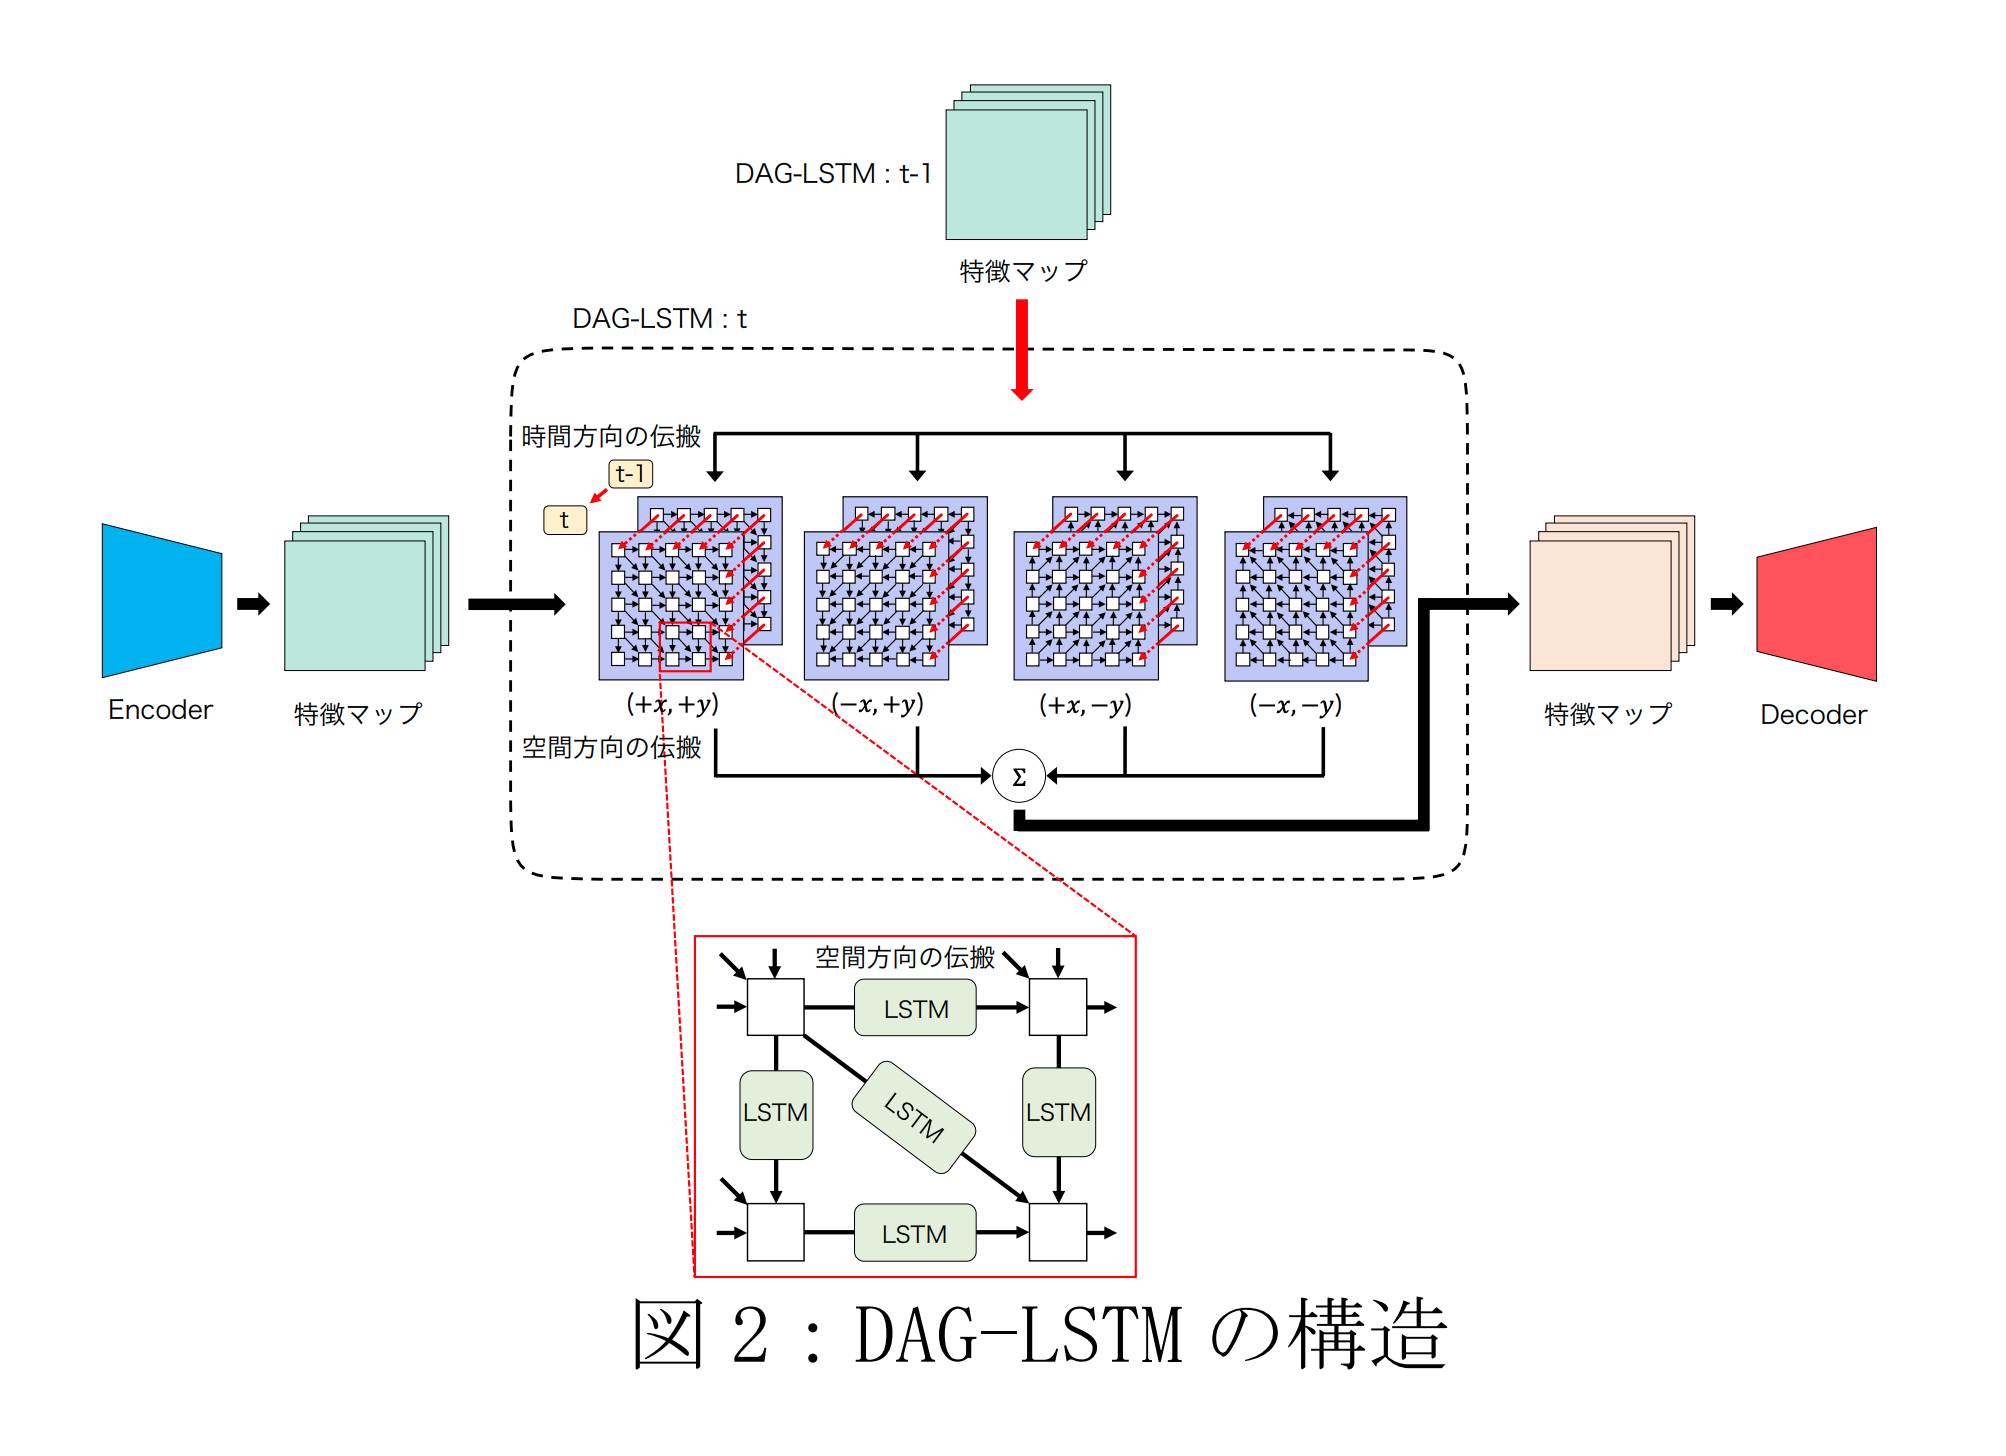 DAG-LSTM : t-1
特徴マップ
DAG-LSTM : t
時間方向の伝搬
t-1
t
(+x, +y)
(−x, +y)
(+x, −y)
(−x, −y)
Encoder
特徴マップ
特徴マップ
Decoder
空間方向の伝搬
Σ
空間方向の伝搬
LSTM
LSTM
LSTM
LSTM
LSTM
図 2 : DAG-LSTM の構造